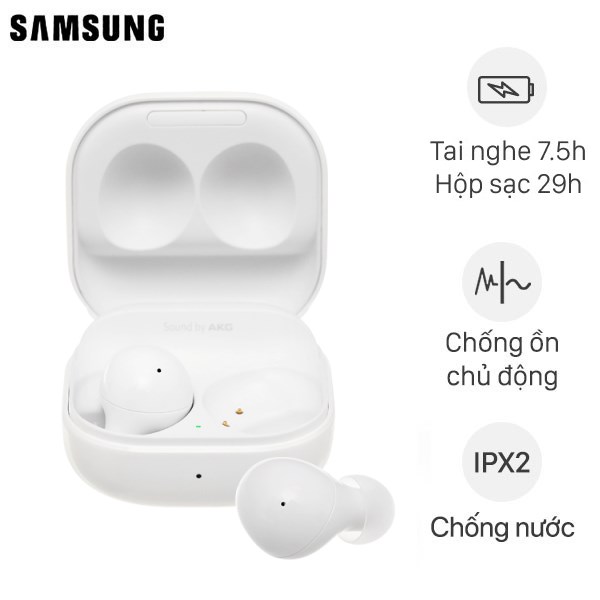 SAMSUNG
Tai nghe 7.5h
Hộp sạc 29h
Sound by AKG
Chống ồn
chủ động
IPX2
Chống nước